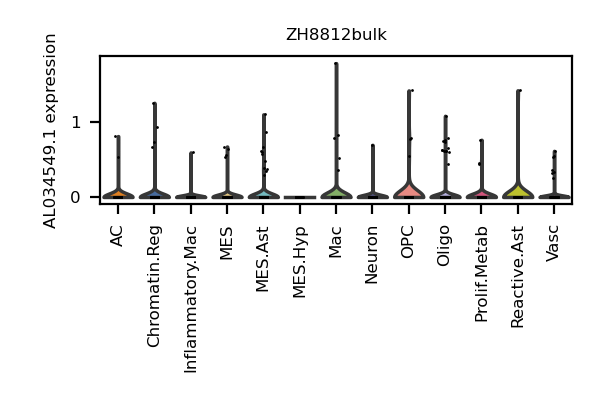 ZH8812bulk
AL034549.1 expression
1
0
AC
Chromatin.Reg
Inflammatory.Mac
MES
MES.Ast
MES.Hyp
Mac
Neuron
OPC
Oligo
Prolif.Metab
Reactive.Ast
Vasc